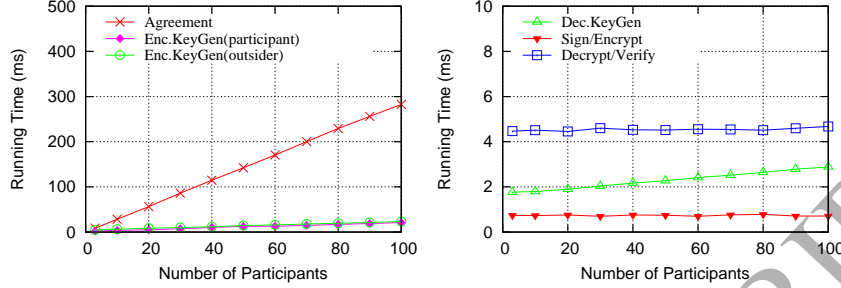 500
400
300
200
100
0
Running Time (ms)
Agreement
Enc.KeyGen(participant)
Enc.KeyGen(outsider)
0 20 40 60 80 100
Number of Participants
10
8
6
4
2
0
Running Time (ms)
Dec.KeyGen
Sign/Encrypt
Decrypt/Verify
0 20 40 60 80 100
Number of Participants